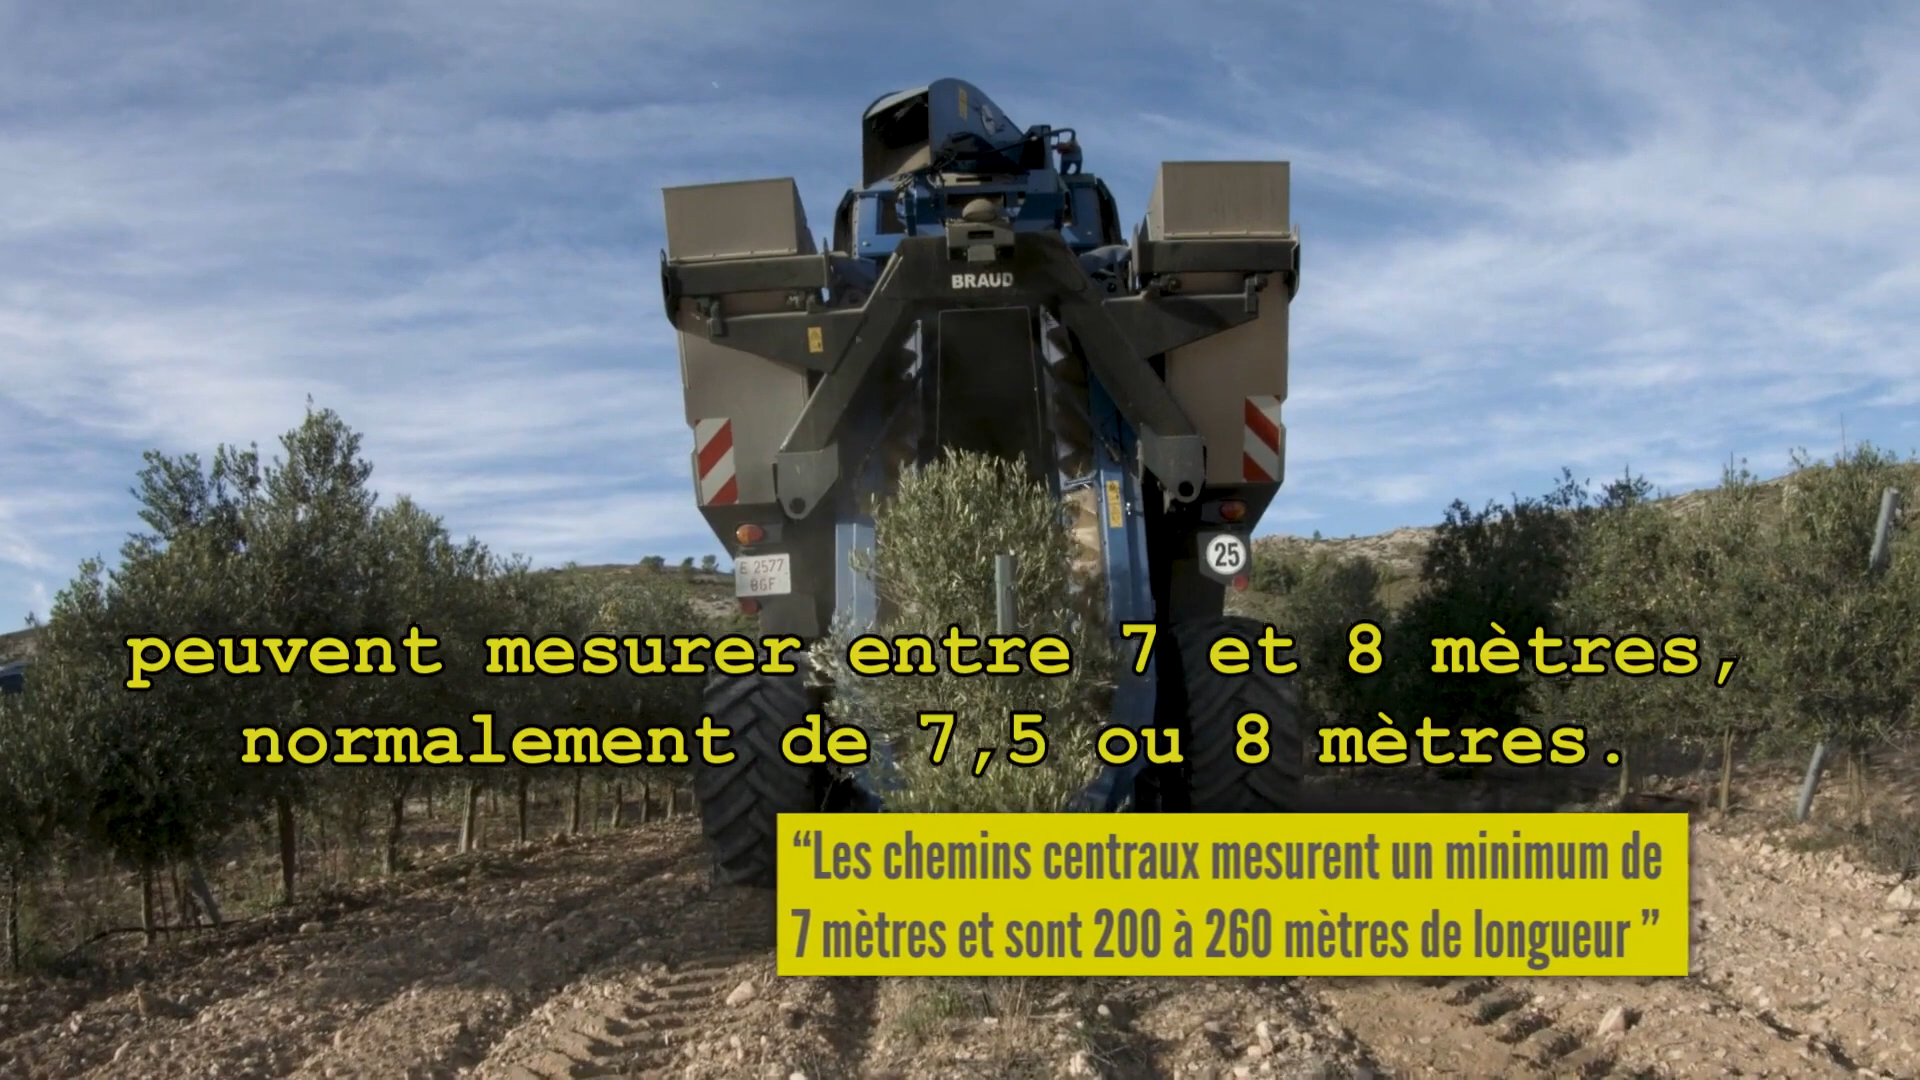 BRAUD
E 2577
BGF
25
peuvent mesurer entre 7 et 8 mètres,
normalement de 7,5 ou 8 mètres.
“Les chemins centraux mesurent un minimum de
7 mètres et sont 200 à 260 mètres de longueur ”